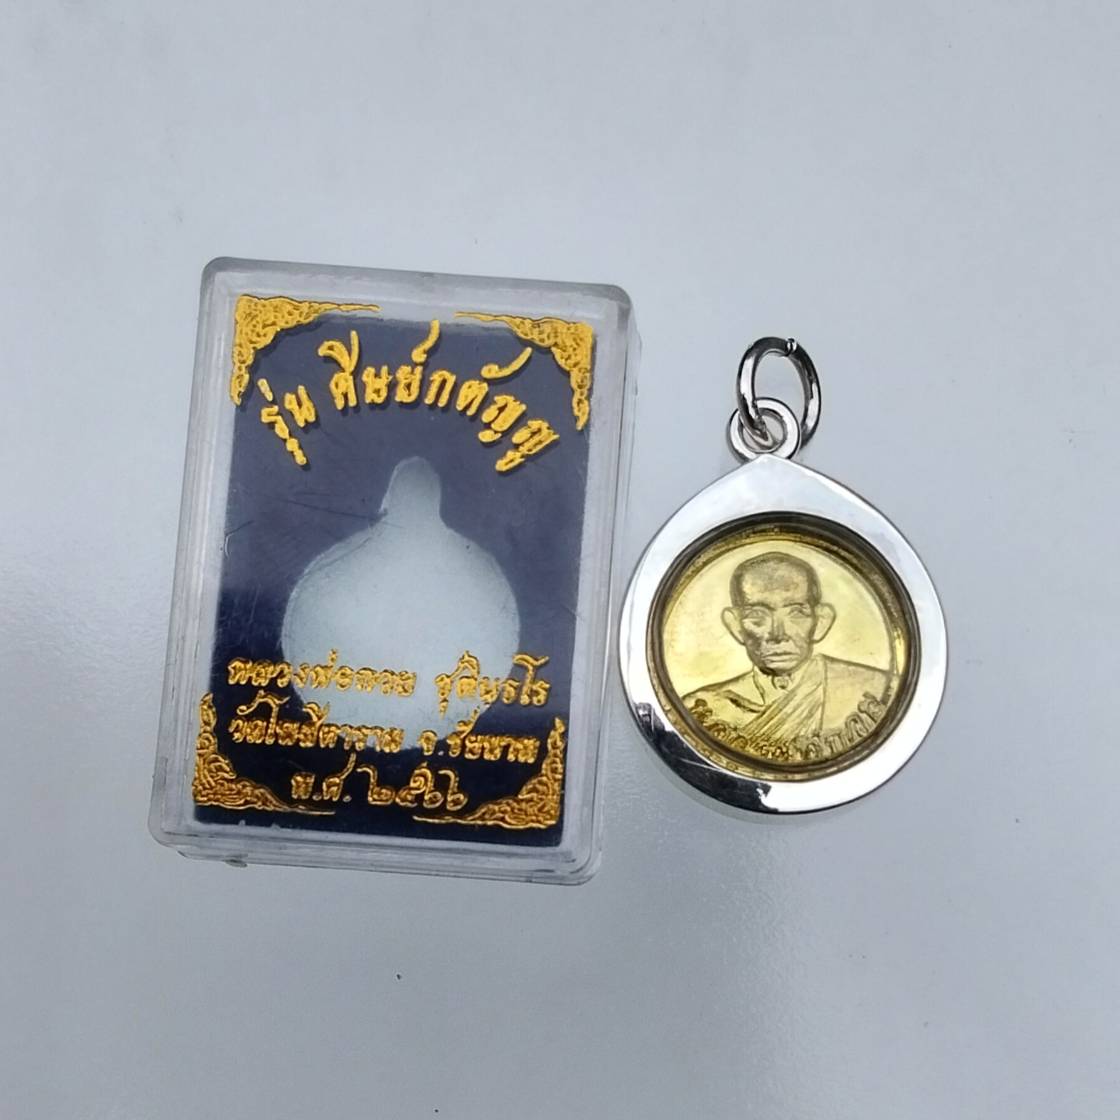 รุ่น ศิษย์กตัญญู
หลวงพ่อกวย ชุตินฺธโร
วัดโฆสิตาราม จ.ชัยนาท
พ.ศ. ๒๕๖๖